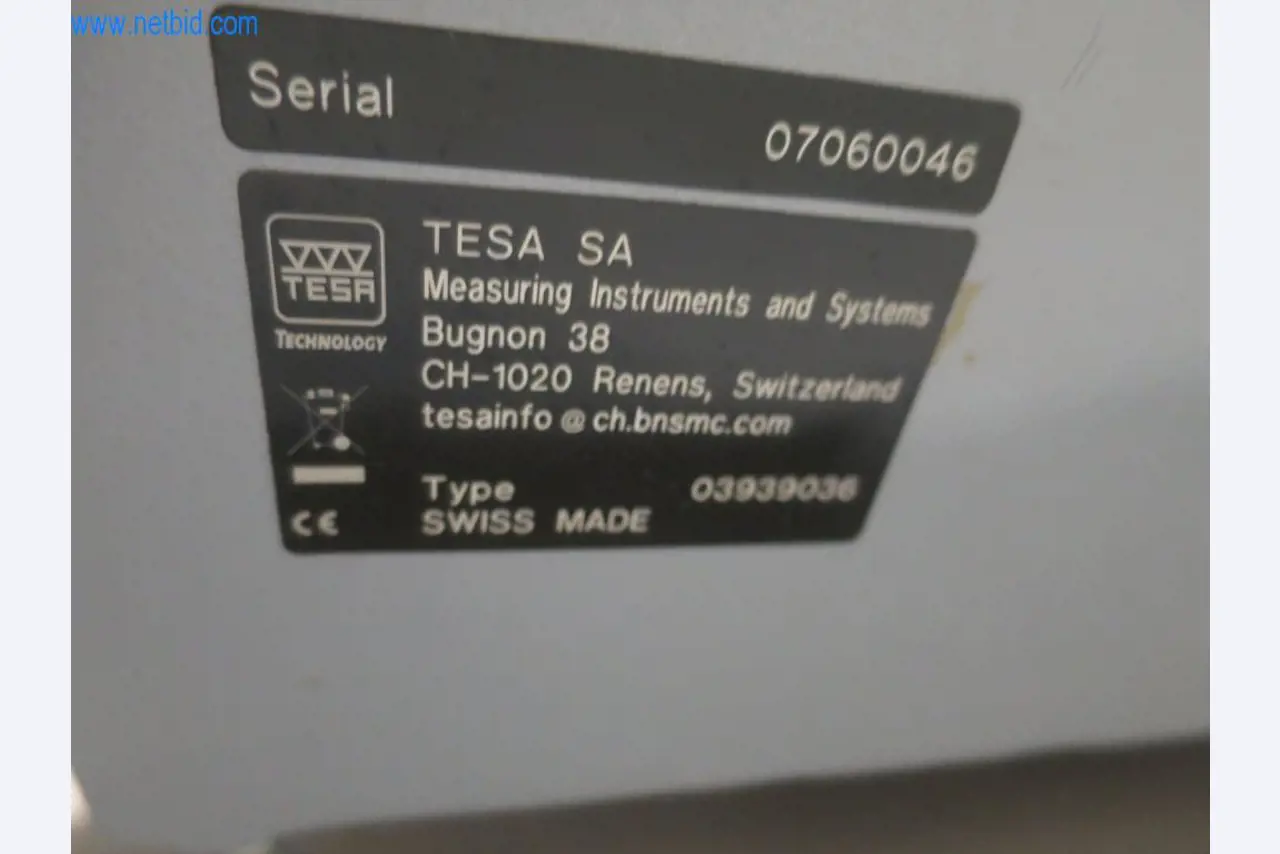 www.netbid.com
Serial
07060046
TESA
TECHNOLOGY
TESA SA
Measuring Instruments and Systems
Bugnon 38
CH-1020 Renens, Switzerland
tesainfo@ch.bnsmc.com
Type 03939036
CE SWISS MADE